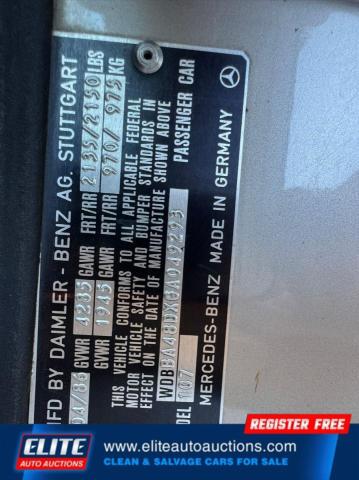 MFD BY DAIMLER - BENZ AG. STUTTGART
04/86 GVWR 4285 GAWR FRT/RR 2135/2150 LBS
GVWR 1945 GAWR FRT/RR 970/ 975 KG
THIS VEHICLE CONFORMS TO ALL APPLICABLE FEDERAL
MOTOR VEHICLE SAFETY AND BUMPER STANDARDS IN
EFFECT ON THE DATE OF MANUFACTURE SHOWN ABOVE
WDBBA48DXGA049293 PASSENGER CAR
DEL 107
MERCEDES-BENZ MADE IN GERMANY
ELITE
AUTO AUCTIONS
REGISTER FREE
www.eliteautoauctions.com
CLEAN & SALVAGE CARS FOR SALE